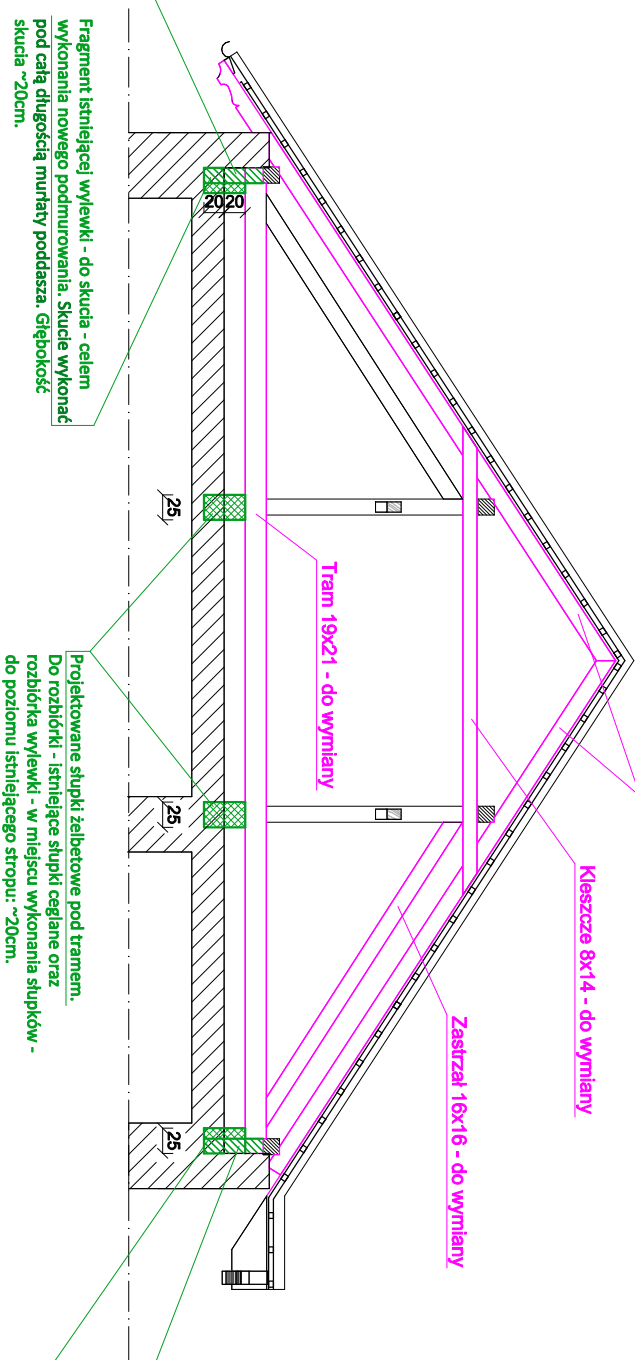 Kleszcze 8x14 - do wymiany
Zastrzał 16x16 - do wymiany
Tram 19x21 - do wymiany
2020
25
25
25
Fragment istniejącej wylewki - do skucia - celem
wykonania nowego podmurowania. Skucie wykonać
pod całą długością murłaty poddasza. Głębokość
skucia ~20cm.
Projektowane słupki żelbetowe pod tramem.
Do rozbiórki - istniejące słupki ceglane oraz
rozbiórka wylewki - w miejscu wykonania słupków -
do poziomu istniejącego stropu: ~20cm.